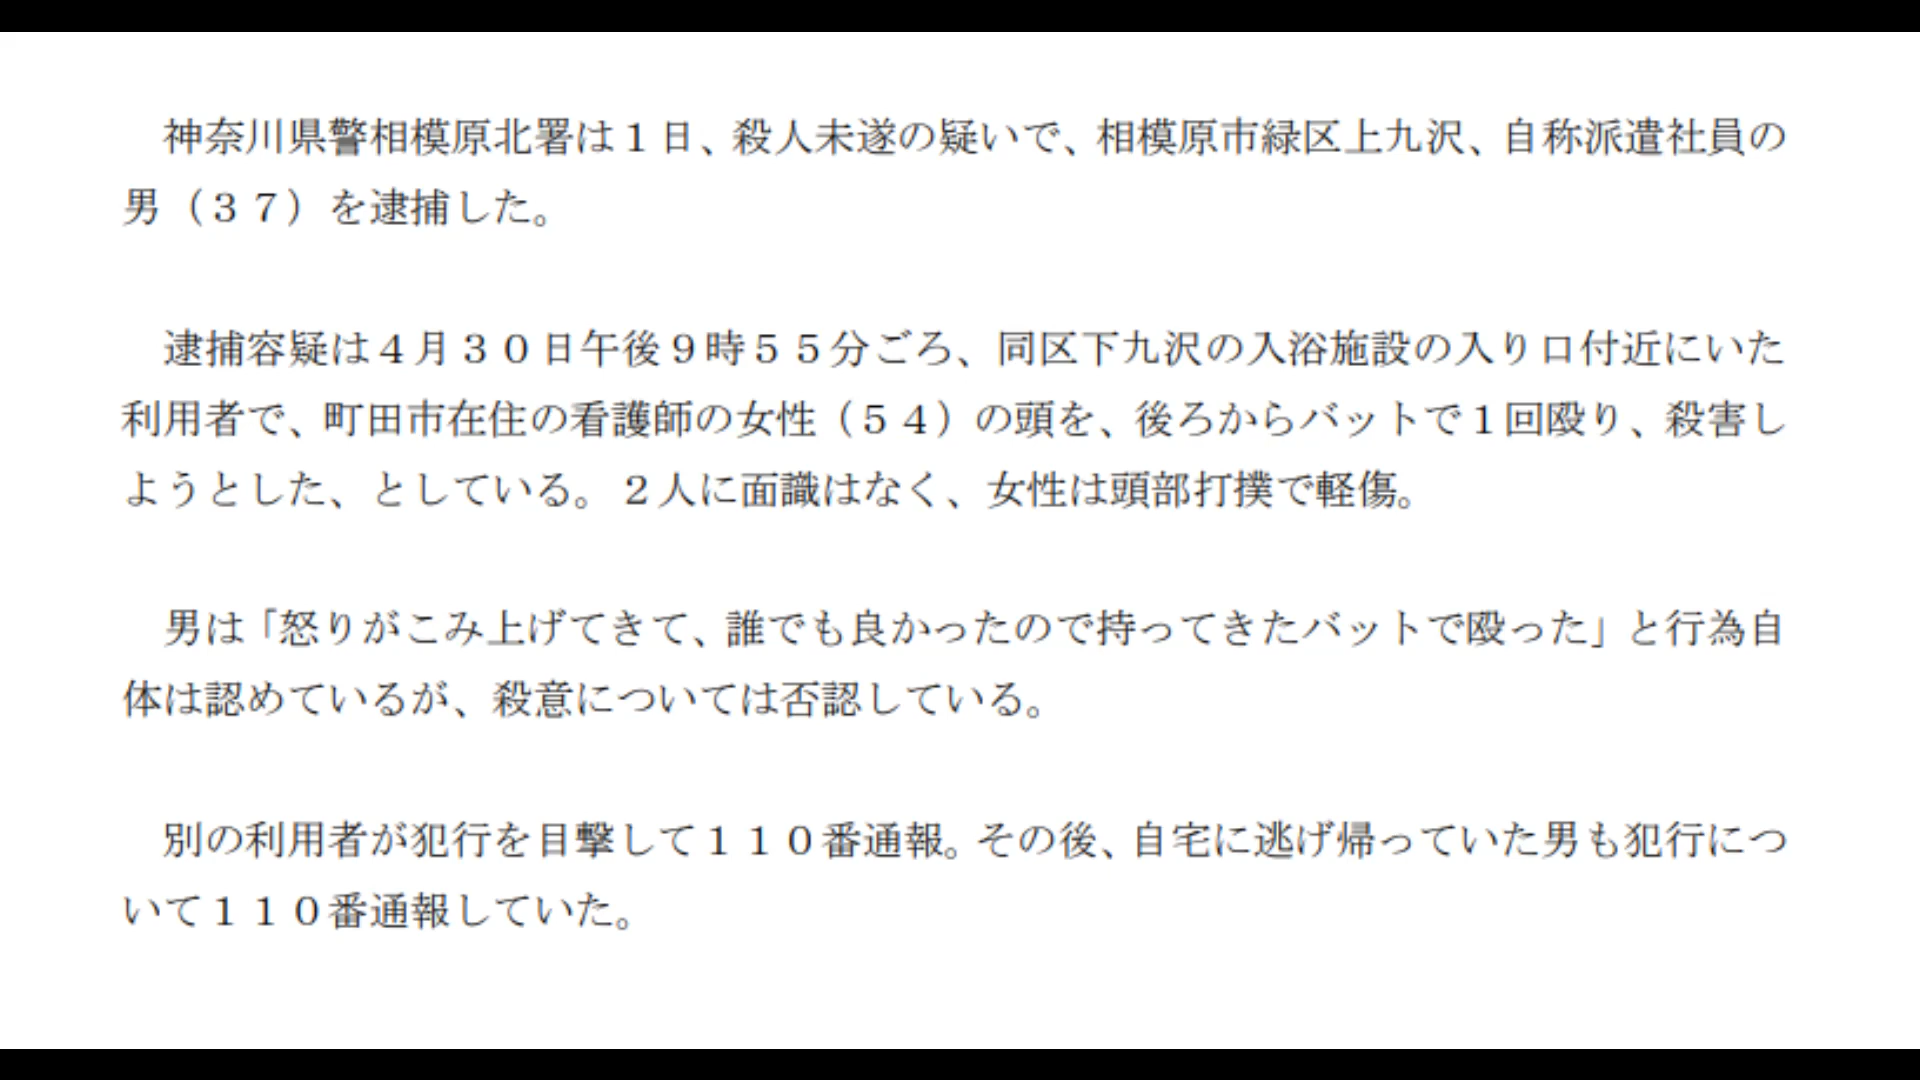 神奈川県警相模原北署は１日、殺人未遂の疑いで、相模原市緑区上九沢、自称派遣社員の
男（３７）を逮捕した。
　逮捕容疑は４月３０日午後９時５５分ごろ、同区下九沢の入浴施設の入り口付近にいた
利用者で、町田市在住の看護師の女性（５４）の頭を、後ろからバットで１回殴り、殺害し
ようとした、としている。２人に面識はなく、女性は頭部打撲で軽傷。
　男は「怒りがこみ上げてきて、誰でも良かったので持ってきたバットで殴った」と行為自
体は認めているが、殺意については否認している。
　別の利用者が犯行を目撃して１１０番通報。その後、自宅に逃げ帰っていた男も犯行につ
いて１１０番通報していた。